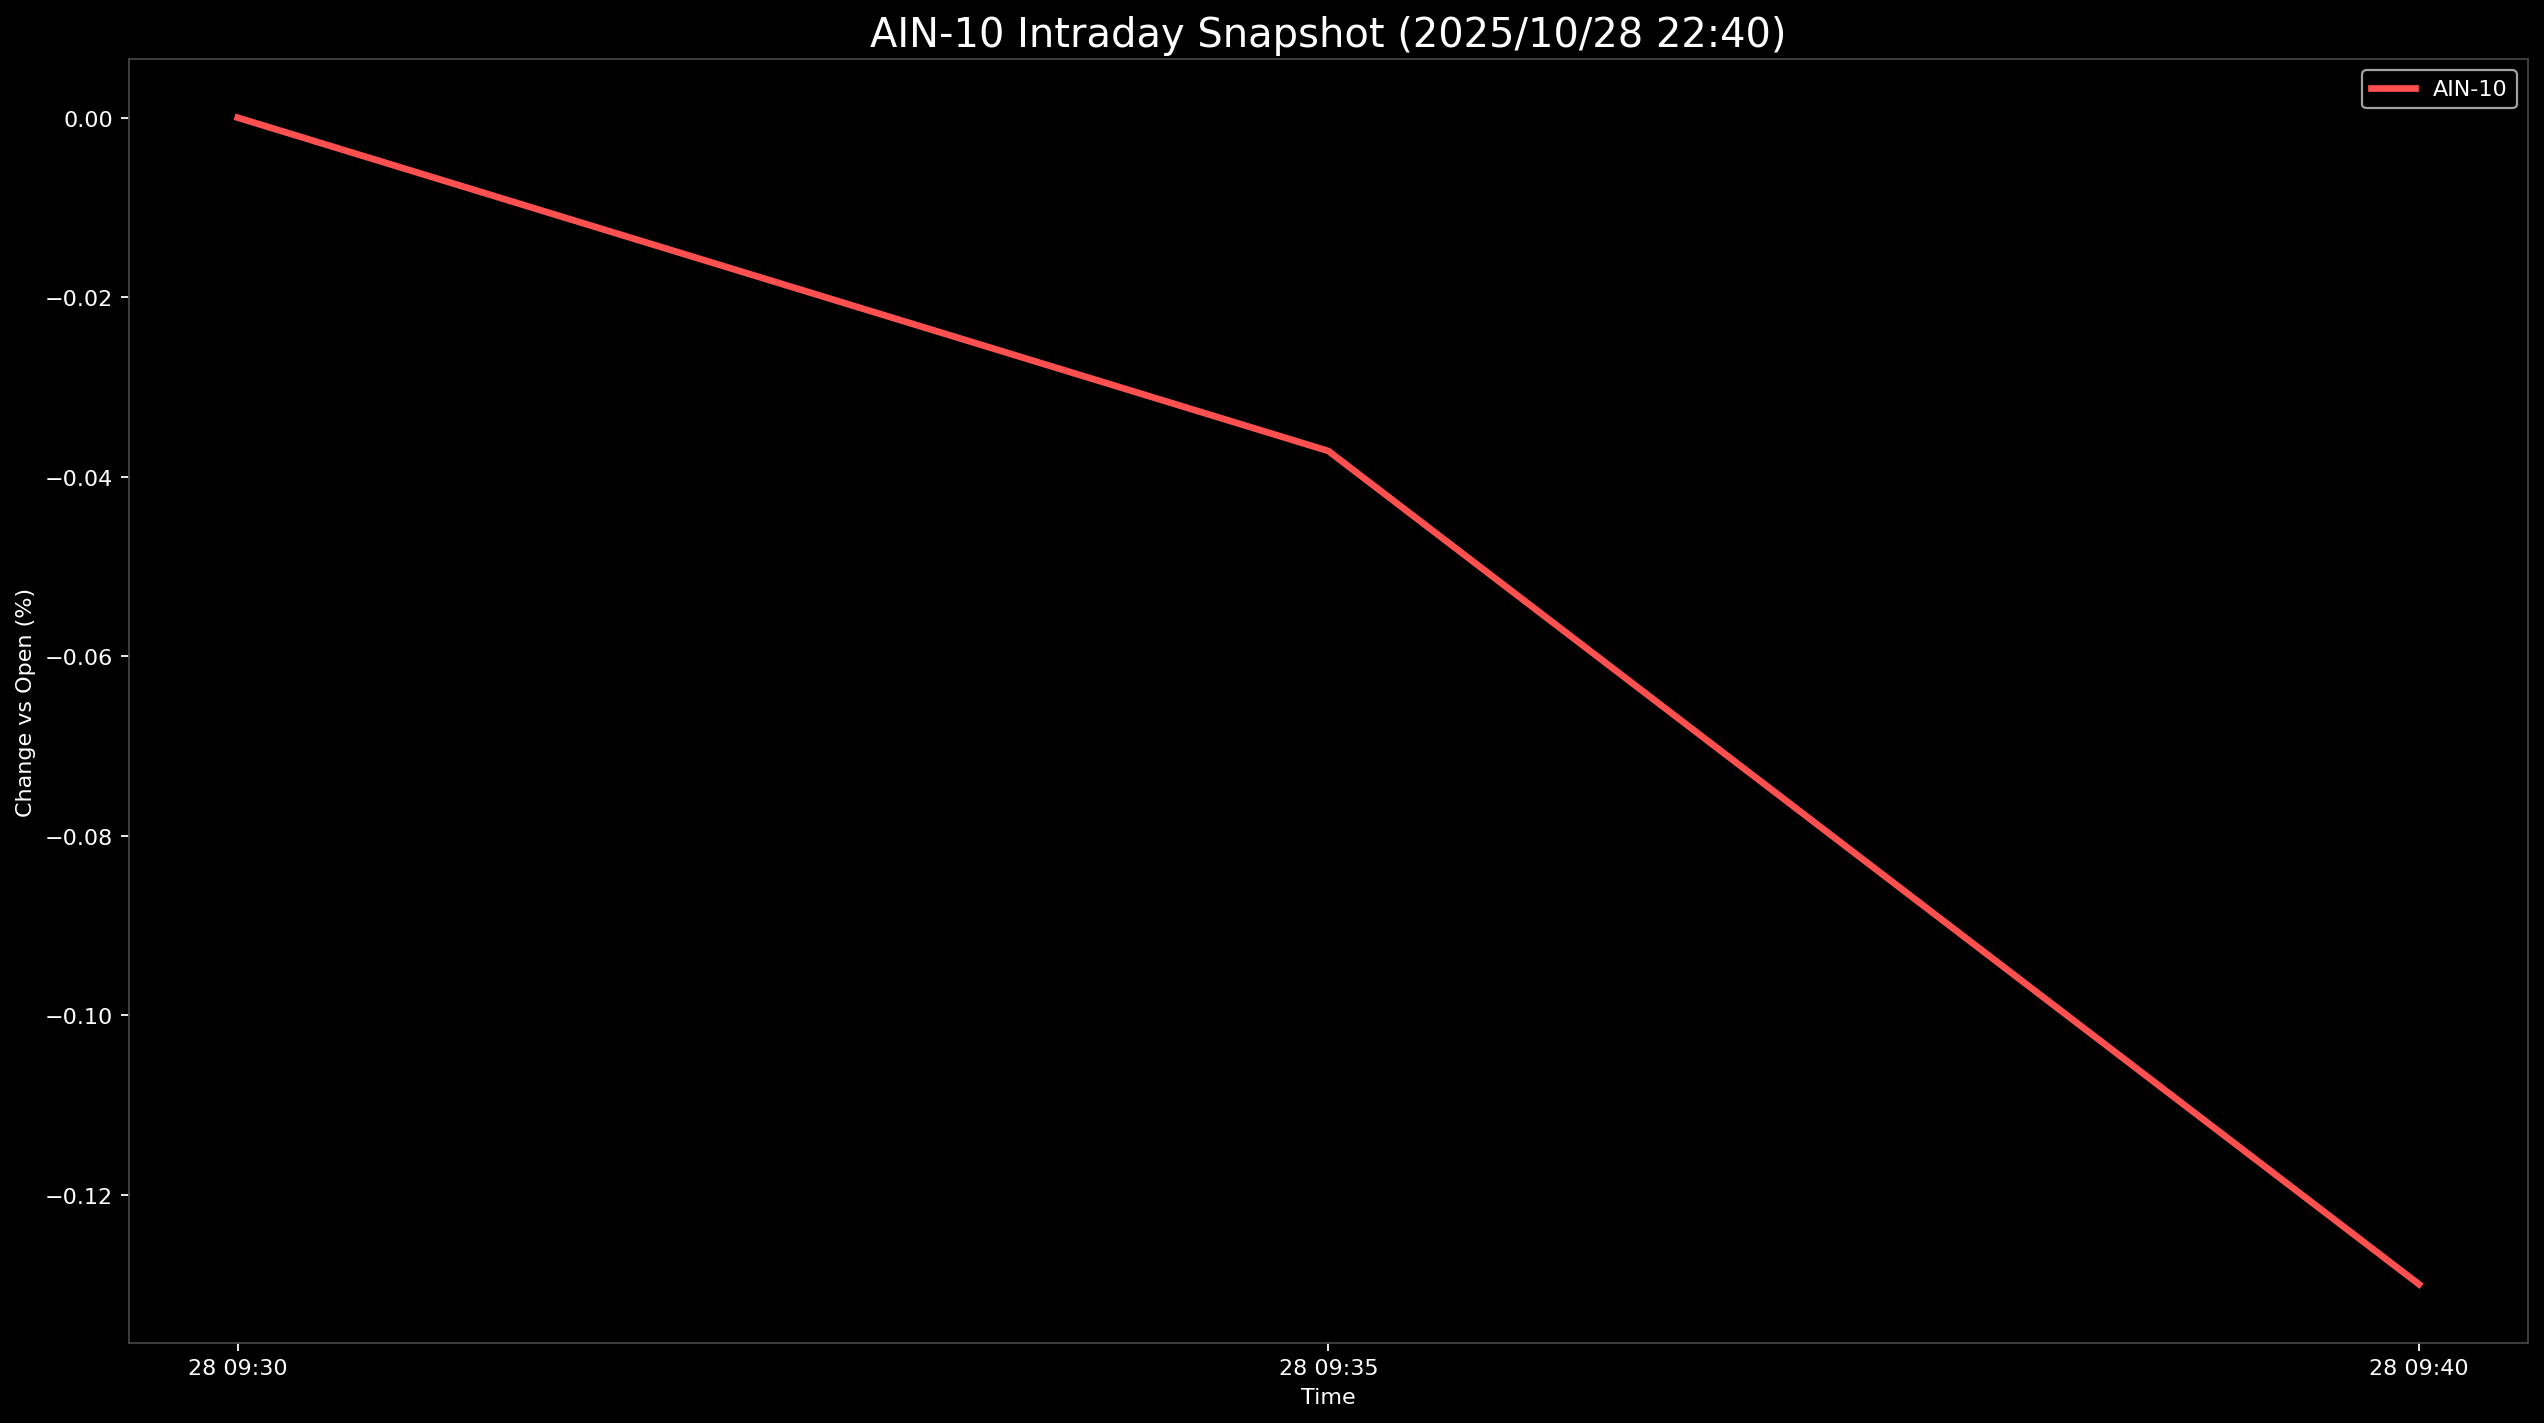 AIN-10 Intraday Snapshot (2025/10/28 22:40)
AIN-10
0.00
−0.02
−0.04
−0.06
−0.08
−0.10
−0.12
Change vs Open (%)
28 09:30
28 09:35
28 09:40
Time